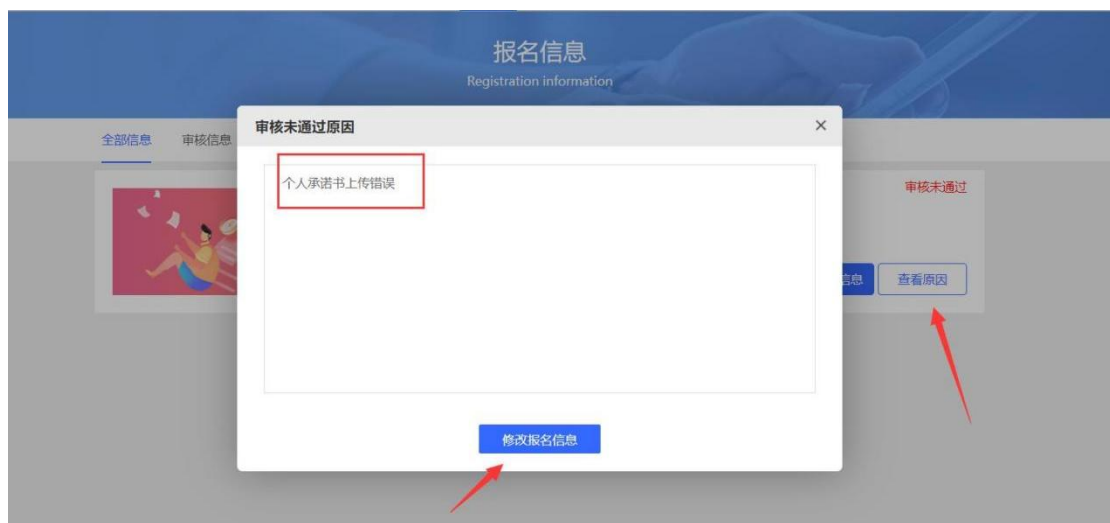 报名信息
Registration information
全部信息 审核信息
审核未通过原因 ×
个人承诺书上传错误
审核未通过
信息 查看原因
修改报名信息